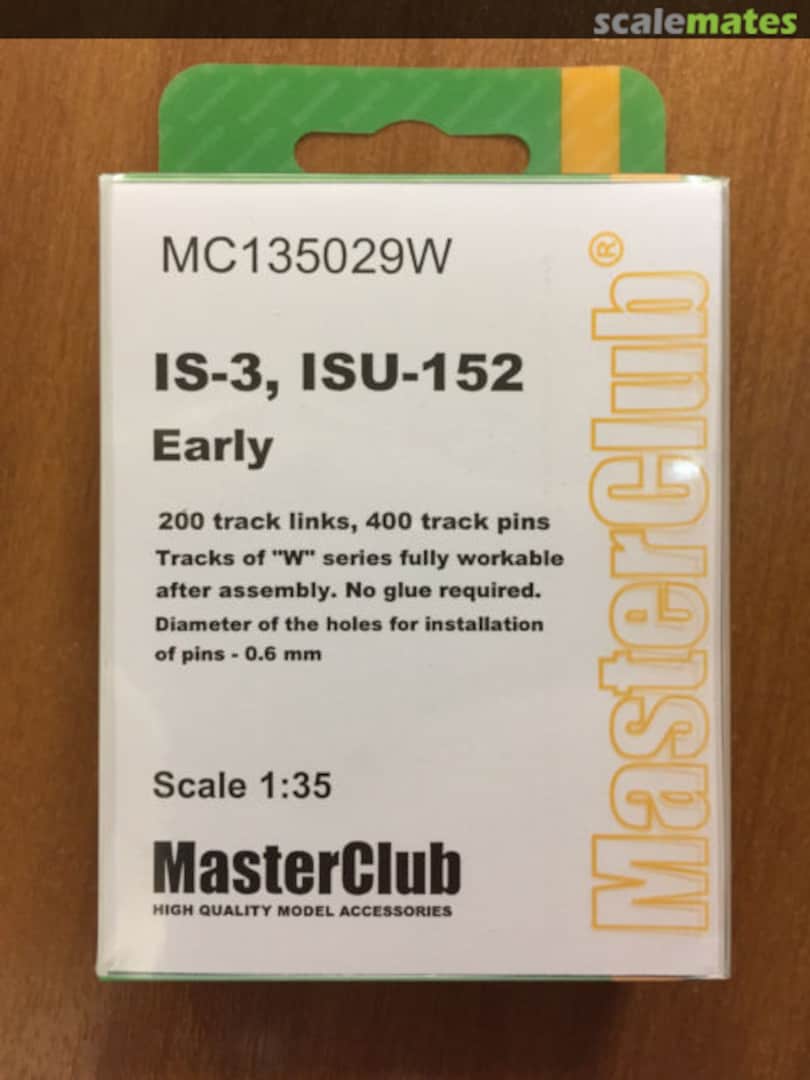 scalemates
MC135029W
IS-3, ISU-152
Early
200 track links, 400 track pins
Tracks of "W" series fully workable
after assembly. No glue required.
Diameter of the holes for installation
of pins - 0.6 mm
Scale 1:35
MasterClub
HIGH QUALITY MODEL ACCESSORIES
MasterClub®